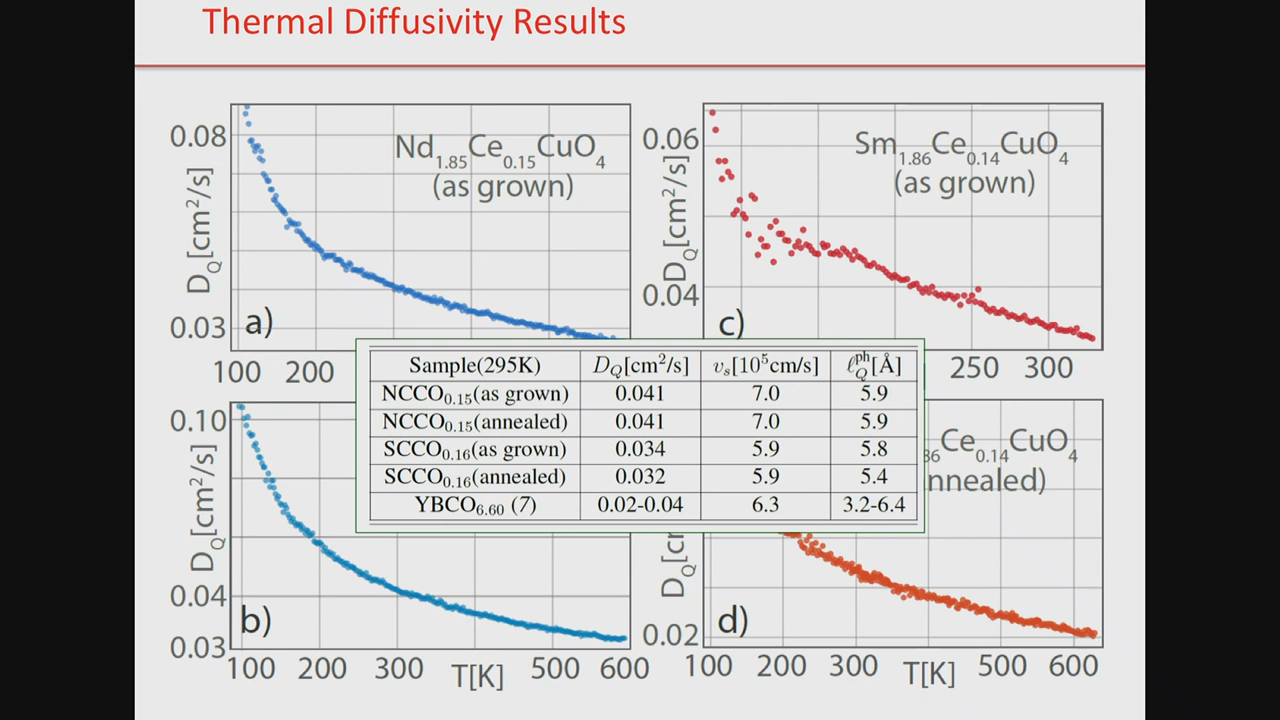 Thermal Diffusivity Results
0.08
0.03
D_Q[cm²/s]
Nd₁.₈₅Ce₀.₁₅CuO₄
(as grown)
a)
100 200
0.06
0.04
D_Q[cm²/s]
Sm₁.₈₆Ce₀.₁₄CuO₄
(as grown)
c)
250 300
Sample(295K) D_Q[cm²/s] v_s[10⁵cm/s] ℓ_Q^ph[Å]
NCCO₀.₁₅(as grown) 0.041 7.0 5.9
NCCO₀.₁₅(annealed) 0.041 7.0 5.9
SCCO₀.₁₆(as grown) 0.034 5.9 5.8
SCCO₀.₁₆(annealed) 0.032 5.9 5.4
YBCO₆.₆₀ (7) 0.02-0.04 6.3 3.2-6.4
0.10
0.04
0.03
D_Q[cm²/s]
b)
100 200 300 T[K] 500 600
86Ce₀.₁₄CuO₄
nnealed)
D_Q[cr
0.02
d)
100 200 300 T[K] 500 600